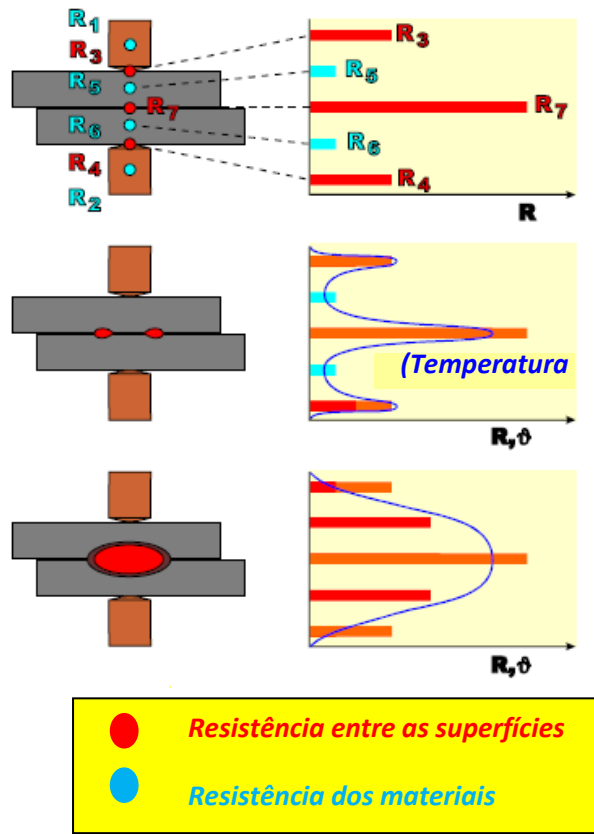 R1
R3
R5
R7
R6
R4
R2
R3
R5
R7
R6
R4
R
(Temperatura
R,ϑ
R,ϑ
Resistência entre as superfícies
Resistência dos materiais